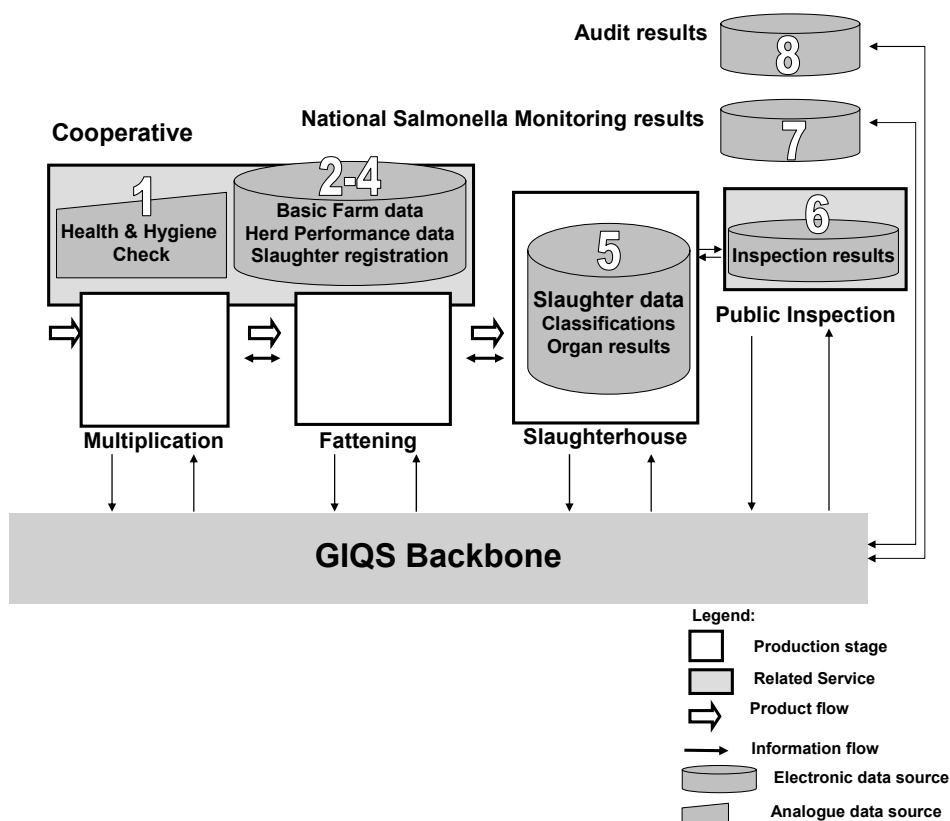 Audit results
8
National Salmonella Monitoring results
7
Cooperative
1
Health & Hygiene
Check
2-4
Basic Farm data
Herd Performance data
Slaughter registration
5
Slaughter data
Classifications
Organ results
6
Inspection results
Public Inspection
Multiplication
Fattening
Slaughterhouse
GIQS Backbone
Legend:
Production stage
Related Service
Product flow
Information flow
Electronic data source
Analogue data source